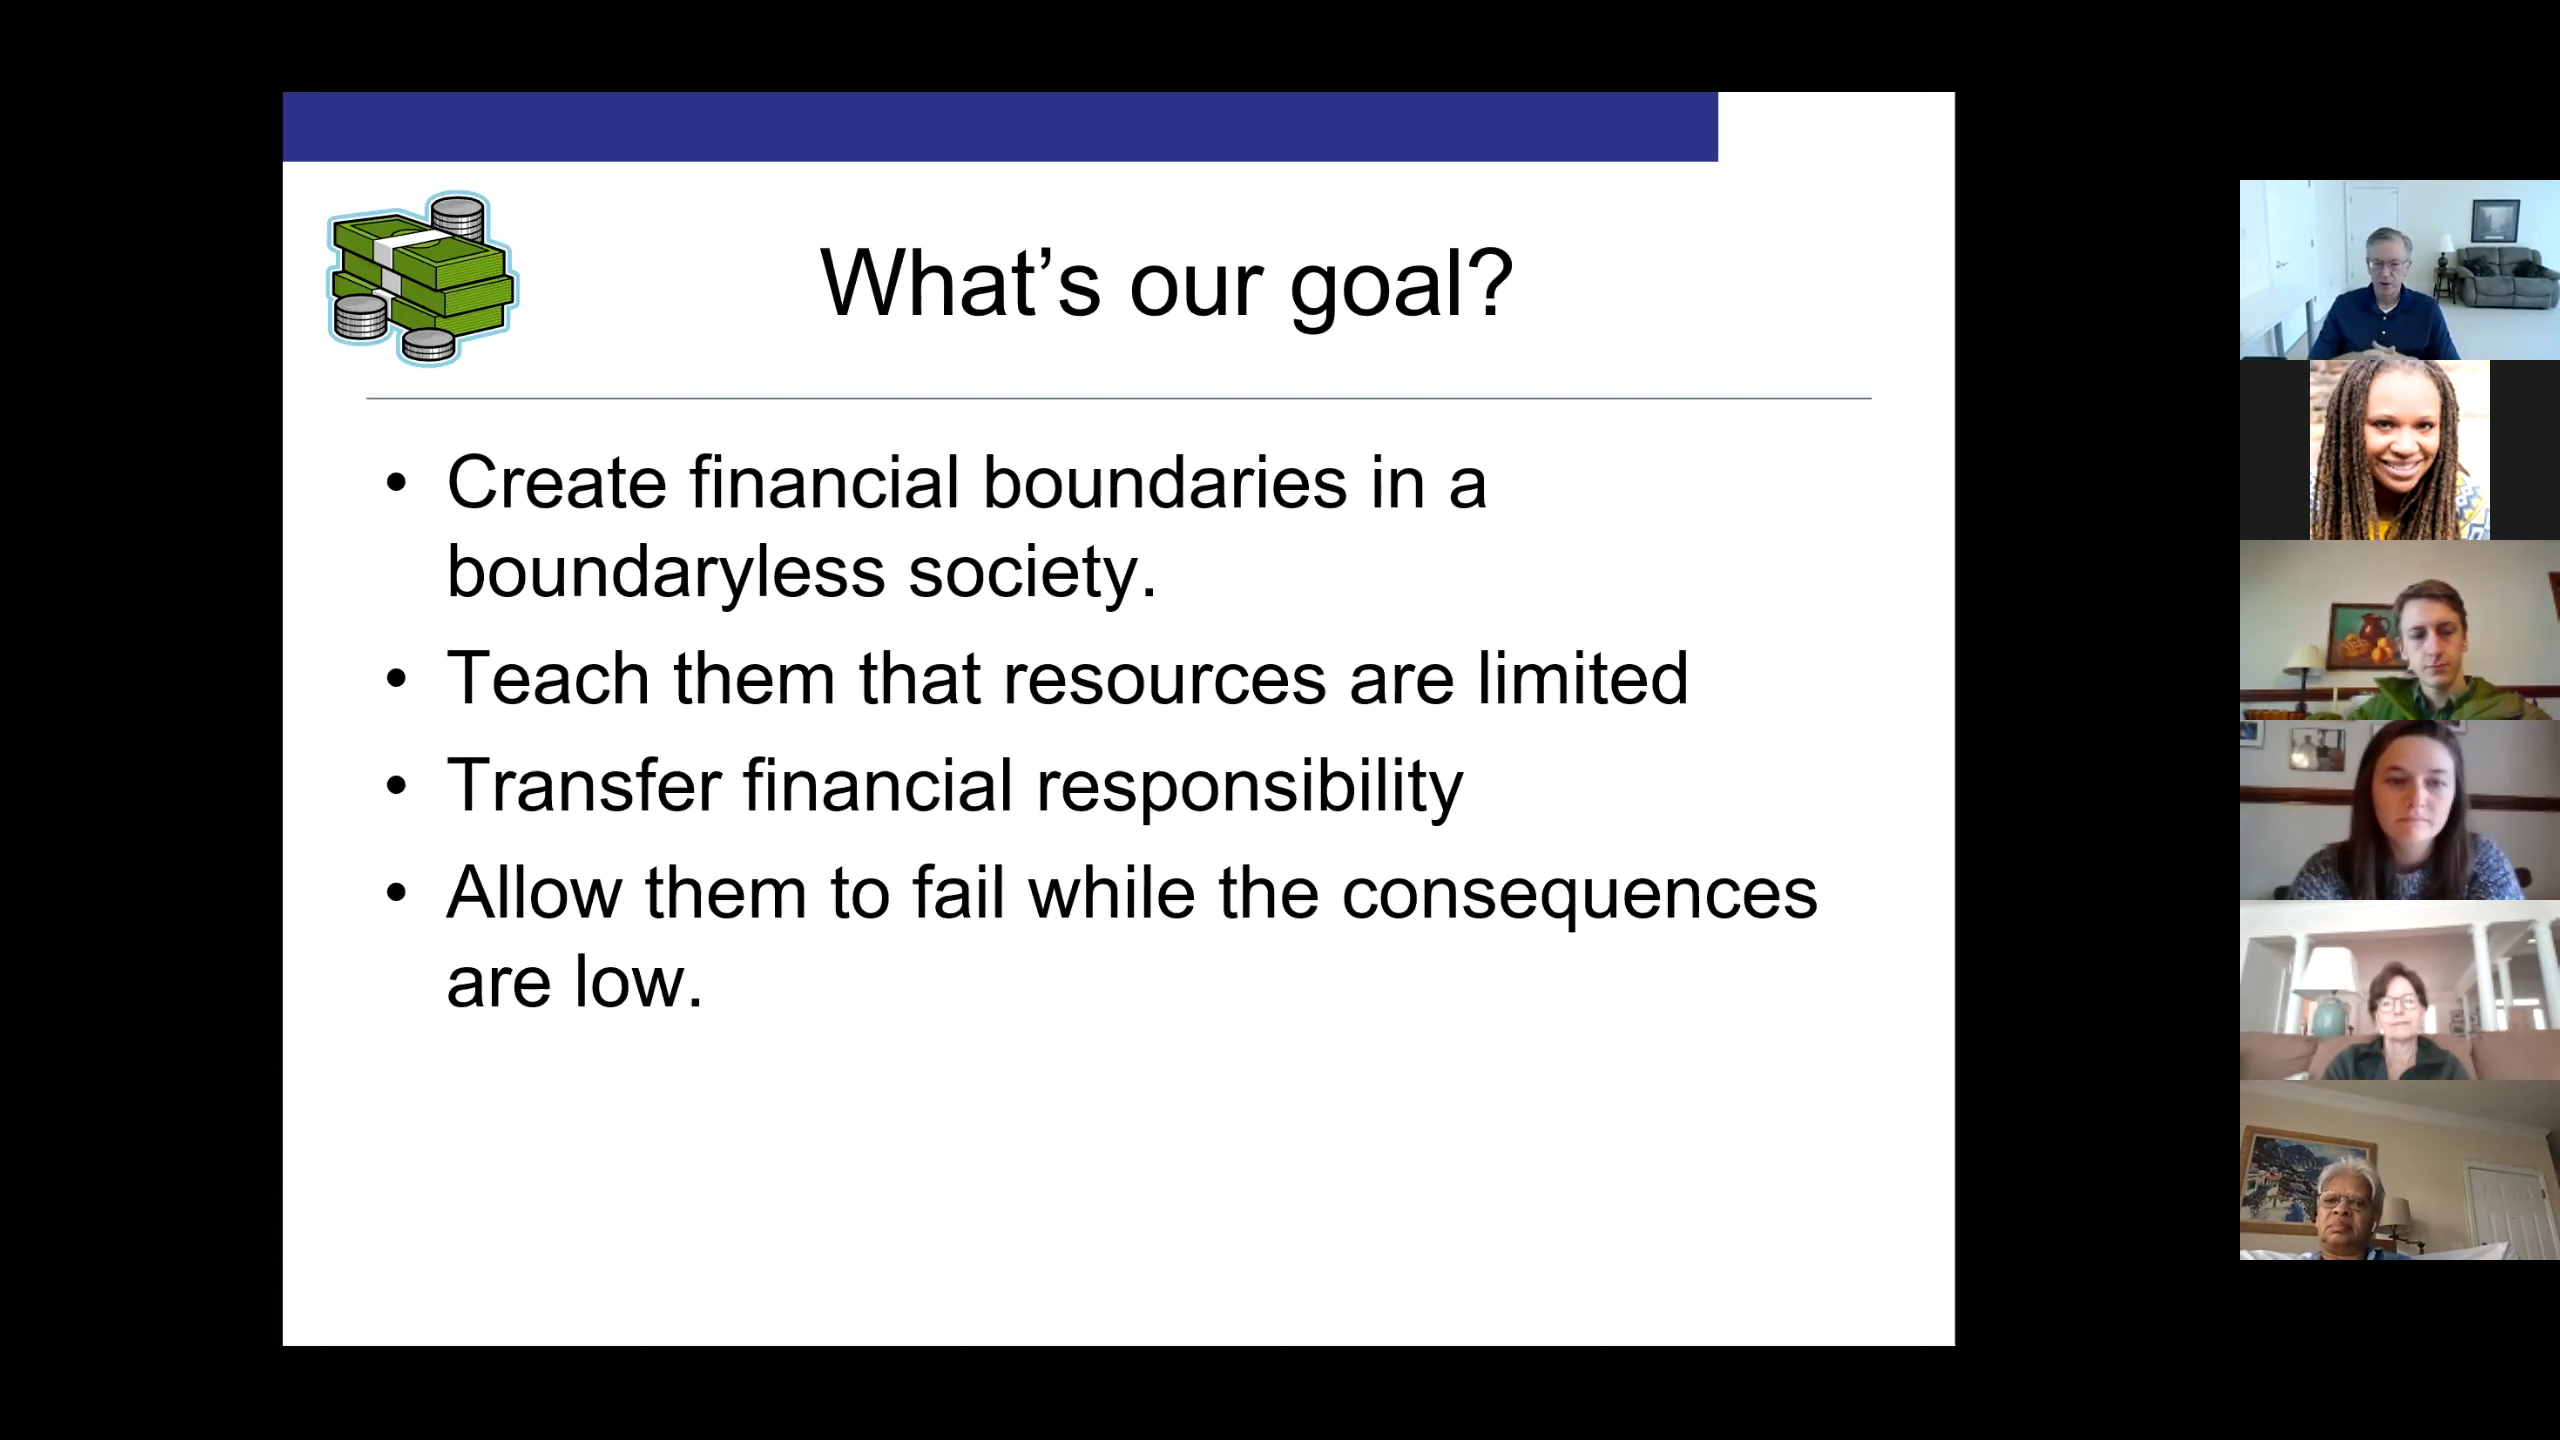 What’s our goal?
• Create financial boundaries in a
boundaryless society.
• Teach them that resources are limited
• Transfer financial responsibility
• Allow them to fail while the consequences
are low.